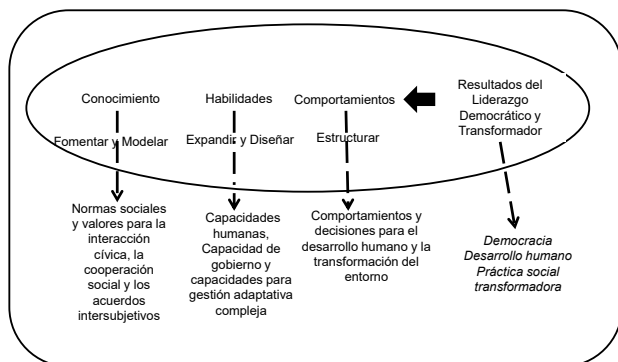 Conocimiento
Fomentar y Modelar
Normas sociales
y valores para la
interacción
cívica, la
cooperación
social y los
acuerdos
intersubjetivos
Habilidades
Expandir y Diseñar
Capacidades
humanas,
Capacidad de
gobierno y
capacidades para
gestión adaptativa
compleja
Comportamientos
Estructurar
Comportamientos y
decisiones para el
desarrollo humano y la
transformación del
entorno
Resultados del
Liderazgo
Democrático y
Transformador
Democracia
Desarrollo humano
Práctica social
transformadora